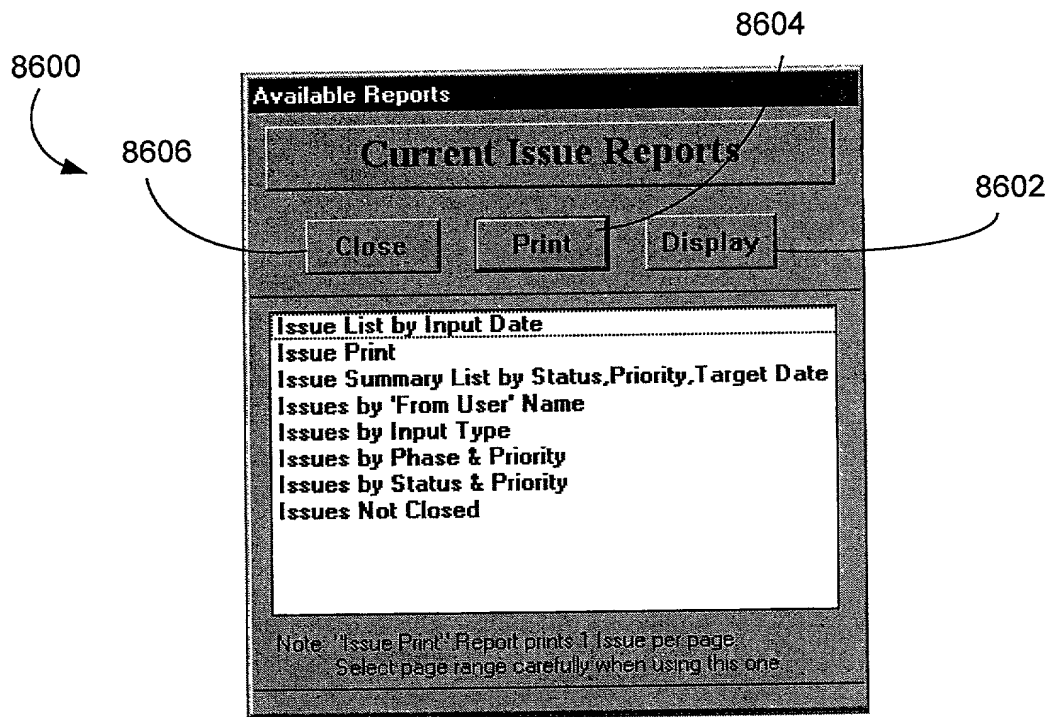 8604
8600
Available Reports
Current Issue Reports
8606
8602
Close
Print
Display
Issue List by Input Date
Issue Print
Issue Summary List by Status,Priority,Target Date
Issues by 'From User' Name
Issues by Input Type
Issues by Phase & Priority
Issues by Status & Priority
Issues Not Closed
Note: "Issue Print" Report prints 1 Issue per page.
Select page range carefully when using this one.